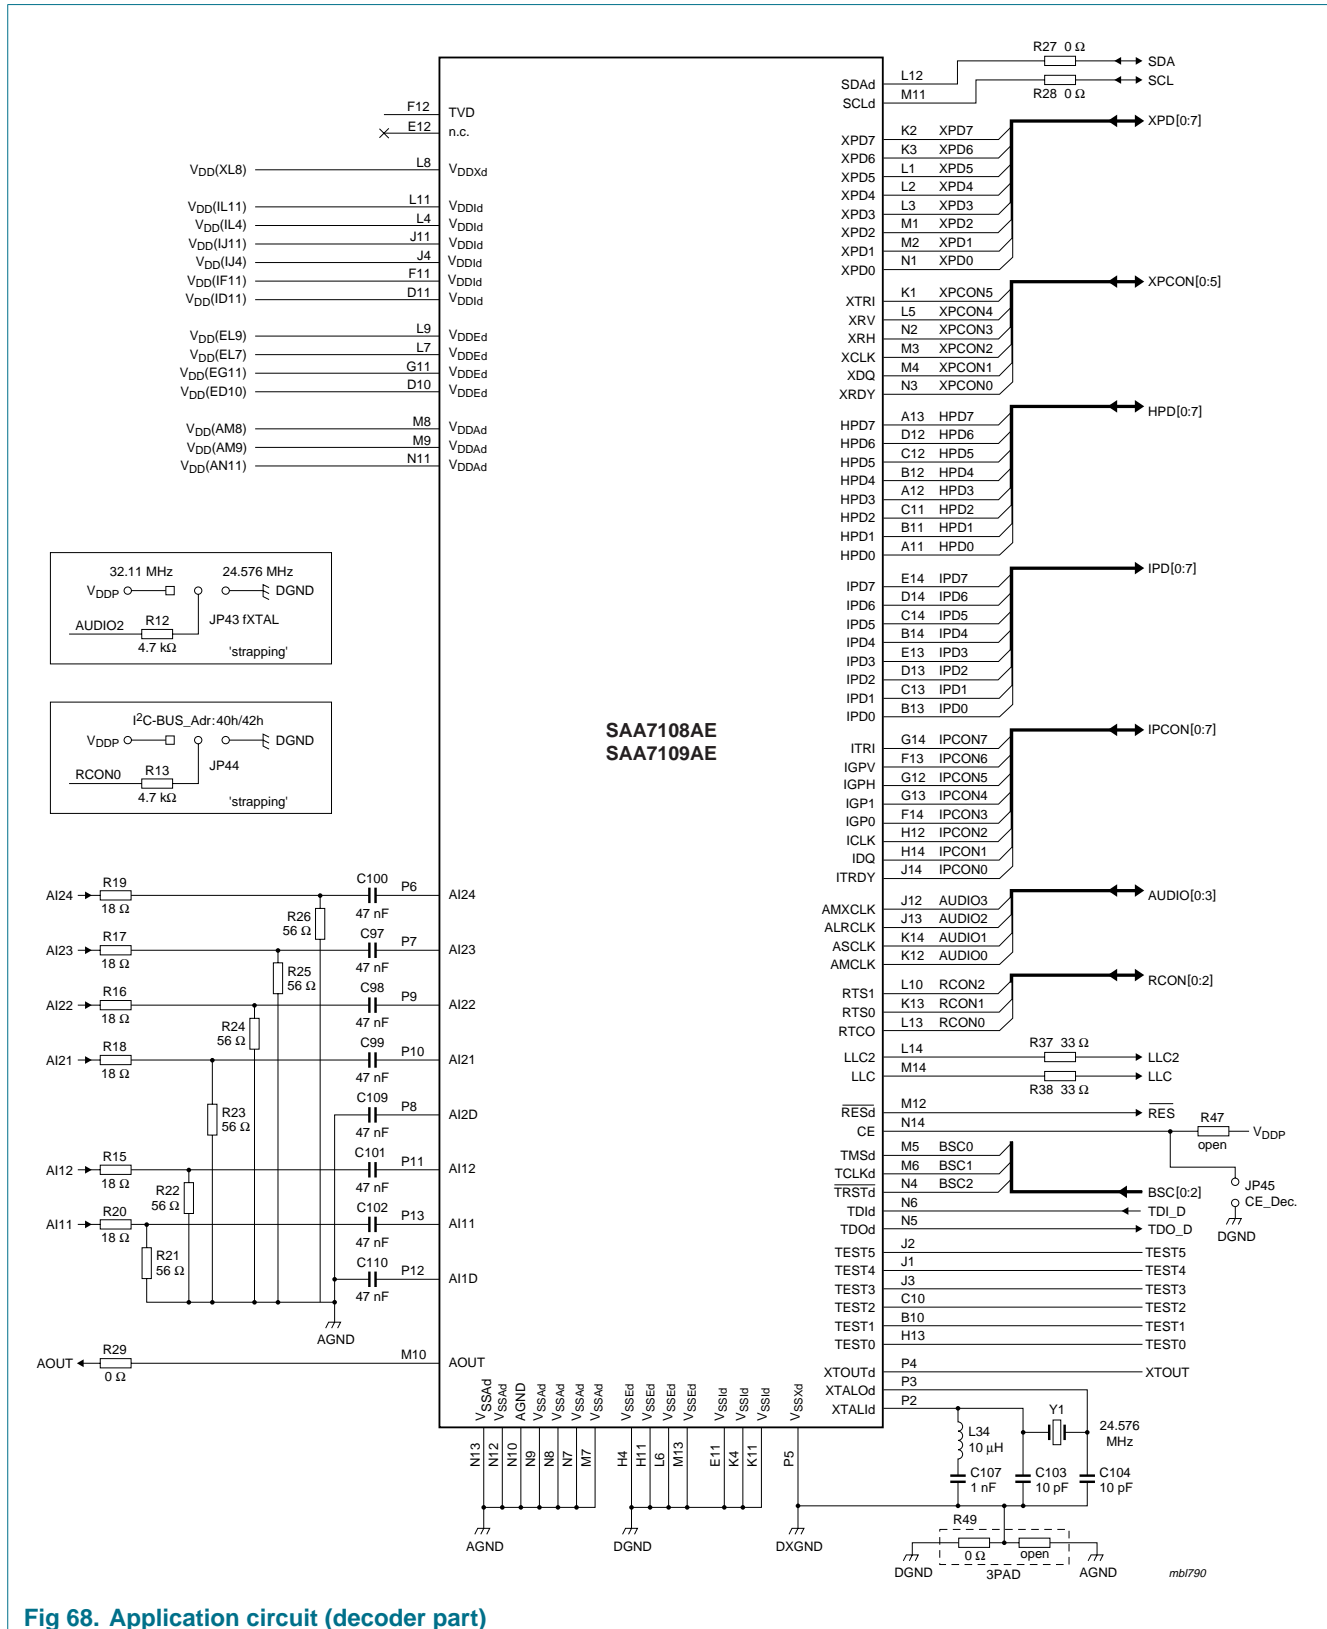 R27 0 Ω
SDA
SCL
R28 0 Ω
SDAd L12
SCLd M11
F12 TVD
E12 n.c.
VDD(XL8) L8 VDDXd
VDD(IL11) L11 VDDId
VDD(IL4) L4 VDDId
VDD(IJ11) J11 VDDId
VDD(IJ4) J4 VDDId
VDD(IF11) F11 VDDId
VDD(ID11) D11 VDDId
VDD(EL9) L9 VDDEd
VDD(EL7) L7 VDDEd
VDD(EG11) G11 VDDEd
VDD(ED10) D10 VDDEd
VDD(AM8) M8 VDDAd
VDD(AM9) M9 VDDAd
VDD(AN11) N11 VDDAd
XPD[0:7]
XPD7 K2 XPD7
XPD6 K3 XPD6
XPD5 L1 XPD5
XPD4 L2 XPD4
XPD3 L3 XPD3
XPD2 M1 XPD2
XPD1 M2 XPD1
XPD0 N1 XPD0
XPCON[0:5]
XTRI K1 XPCON5
XRV L5 XPCON4
XRH N2 XPCON3
XCLK M3 XPCON2
XDQ M4 XPCON1
XRDY N3 XPCON0
HPD[0:7]
HPD7 A13 HPD7
HPD6 D12 HPD6
HPD5 C12 HPD5
HPD4 B12 HPD4
HPD3 A12 HPD3
HPD2 C11 HPD2
HPD1 B11 HPD1
HPD0 A11 HPD0
IPD[0:7]
IPD7 E14 IPD7
IPD6 D14 IPD6
IPD5 C14 IPD5
IPD4 B14 IPD4
IPD3 E13 IPD3
IPD2 D13 IPD2
IPD1 C13 IPD1
IPD0 B13 IPD0
32.11 MHz 24.576 MHz
VDDP DGND
AUDIO2 R12 JP43 fXTAL
4.7 kΩ 'strapping'
I2C-BUS_Adr:40h/42h
VDDP DGND
RCON0 R13 JP44
4.7 kΩ 'strapping'
SAA7108AE
SAA7109AE
IPCON[0:7]
ITRI G14 IPCON7
IGPV F13 IPCON6
IGPH G12 IPCON5
IGP1 G13 IPCON4
IGP0 F14 IPCON3
ICLK H12 IPCON2
IDQ H14 IPCON1
ITRDY J14 IPCON0
AUDIO[0:3]
AMXCLK J12 AUDIO3
ALRCLK J13 AUDIO2
ASCLK K14 AUDIO1
AMCLK K12 AUDIO0
RCON[0:2]
RTS1 L10 RCON2
RTS0 K13 RCON1
RTCO L13 RCON0
LLC2 L14 R37 33 Ω LLC2
LLC M14 R38 33 Ω LLC
RESd M12 RES
CE N14 R47 open VDDP
TMSd M5 BSC0
TCLKd M6 BSC1
TRSTd N4 BSC2
BSC[0:2]
JP45
CE_Dec.
DGND
TDId N6 TDI_D
TDOd N5 TDO_D
TEST5 J2 TEST5
TEST4 J1 TEST4
TEST3 J3 TEST3
TEST2 C10 TEST2
TEST1 B10 TEST1
TEST0 H13 TEST0
XTOUTd P4 XTOUT
XTALOd P3
XTALId P2
AI24 R19 18 Ω C100 47 nF P6 AI24
R26 56 Ω
AI23 R17 18 Ω C97 47 nF P7 AI23
R25 56 Ω
AI22 R16 18 Ω C98 47 nF P9 AI22
R24 56 Ω
AI21 R18 18 Ω C99 47 nF P10 AI21
R23 56 Ω
C109 47 nF P8 AI2D
AI12 R15 18 Ω C101 47 nF P11 AI12
R22 56 Ω
AI11 R20 18 Ω C102 47 nF P13 AI11
R21 56 Ω
C110 47 nF P12 AI1D
AGND
AOUT R29 0 Ω M10 AOUT
VSSAd VSSAd AGND VSSAd VSSAd VSSAd VSSAd VSSEd VSSEd VSSEd VSSEd VSSId VSSId VSSId VSSXd
N13 N12 N10 N9 N8 N7 M7 H4 H11 L6 M13 E11 K4 K11 P5
AGND DGND DXGND
Y1 24.576 MHz
L34 10 µH
C107 1 nF
C103 10 pF
C104 10 pF
R49
DGND 0 Ω open AGND
3PAD
mbl790
Fig 68. Application circuit (decoder part)